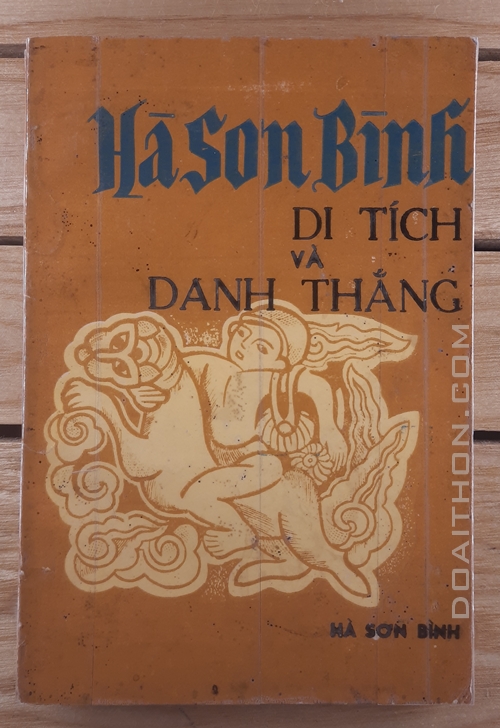 Hà Sơn Bình
DI TÍCH
VÀ
DANH THẮNG
HÀ SƠN BÌNH
DOAITHON.COM